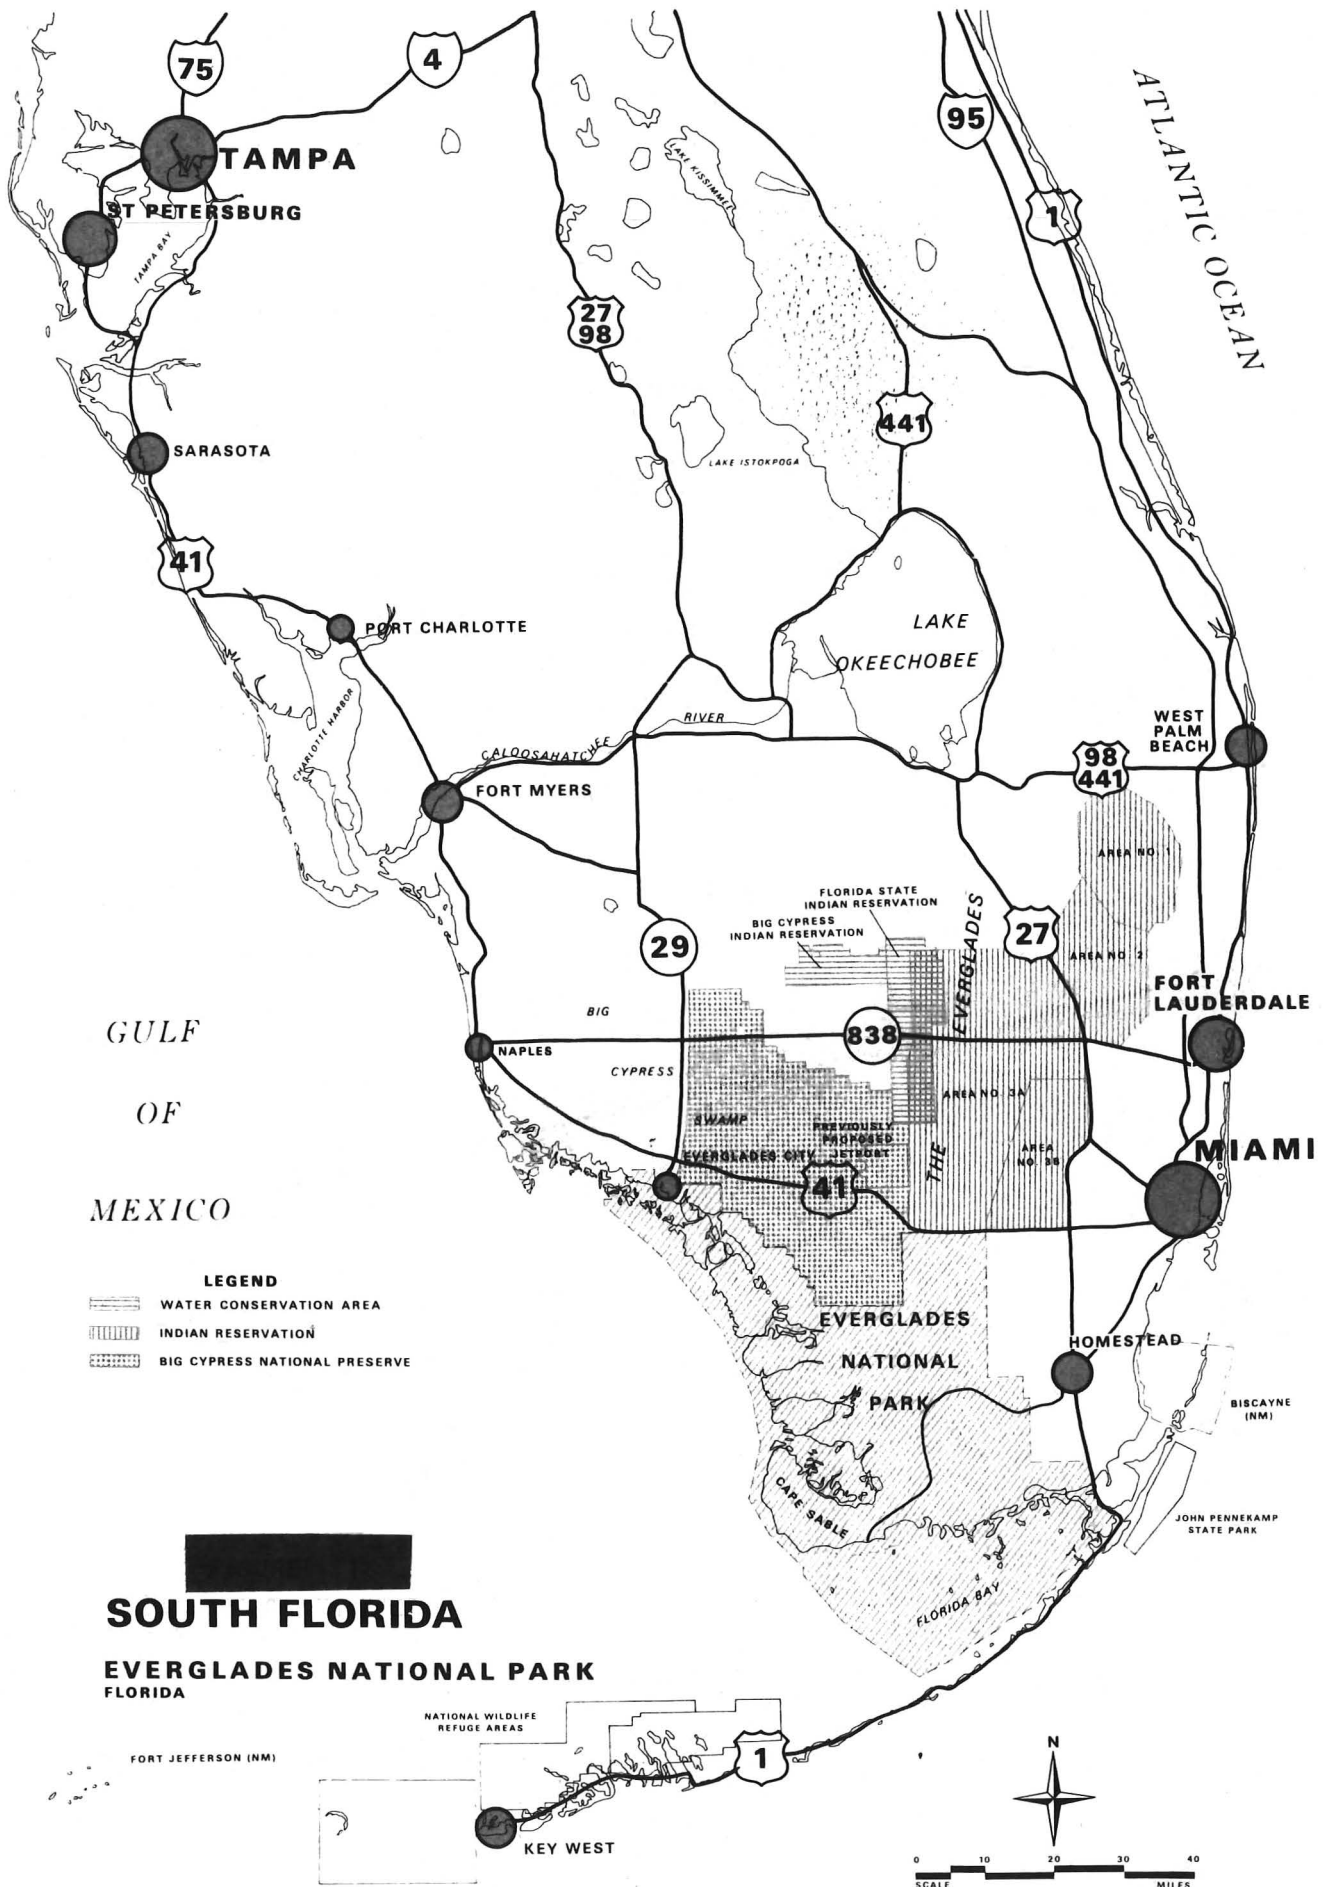 75
4
95
TAMPA
ATLANTIC OCEAN
ST PETERSBURG
TAMPA BAY
LAKE KISSIMMEE
1
27
98
441
SARASOTA
LAKE ISTOKPOGA
41
PORT CHARLOTTE
LAKE
OKEECHOBEE
CHARLOTTE HARBOR
CALOOSAHATCHEE
RIVER
WEST
PALM
BEACH
98
441
FORT MYERS
AREA NO. 1
FLORIDA STATE
INDIAN RESERVATION
BIG CYPRESS
INDIAN RESERVATION
29
27
THE EVERGLADES
AREA NO. 2
FORT
LAUDERDALE
GULF
OF
MEXICO
BIG
CYPRESS
SWAMP
838
NAPLES
AREA NO. 3A
PREVIOUSLY
PROPOSED
JETPORT
AREA
NO. 3B
EVERGLADES CITY
41
MIAMI
LEGEND
WATER CONSERVATION AREA
INDIAN RESERVATION
BIG CYPRESS NATIONAL PRESERVE
EVERGLADES
NATIONAL
PARK
HOMESTEAD
BISCAYNE
(NM)
CAPE SABLE
JOHN PENNEKAMP
STATE PARK
FLORIDA BAY
SOUTH FLORIDA
EVERGLADES NATIONAL PARK
FLORIDA
NATIONAL WILDLIFE
REFUGE AREAS
FORT JEFFERSON (NM)
1
KEY WEST
N
0 10 20 30 40
SCALE MILES